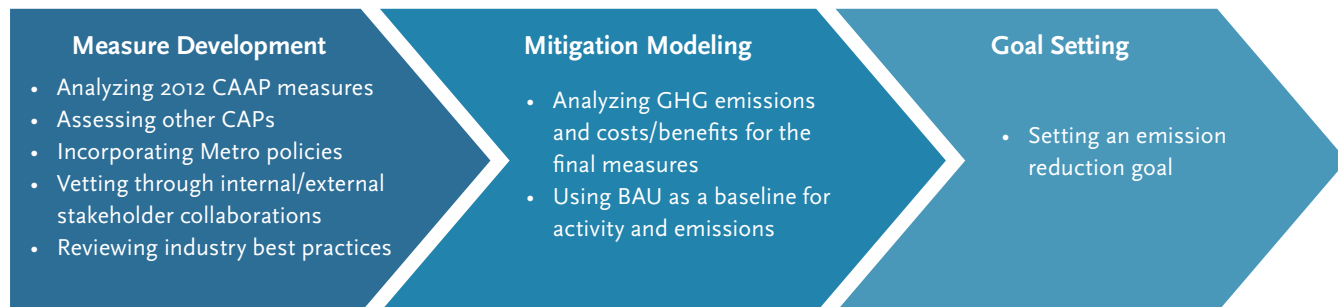 Measure Development
• Analyzing 2012 CAAP measures
• Assessing other CAPs
• Incorporating Metro policies
• Vetting through internal/external
stakeholder collaborations
• Reviewing industry best practices
Mitigation Modeling
• Analyzing GHG emissions
and costs/benefits for the
final measures
• Using BAU as a baseline for
activity and emissions
Goal Setting
• Setting an emission
reduction goal